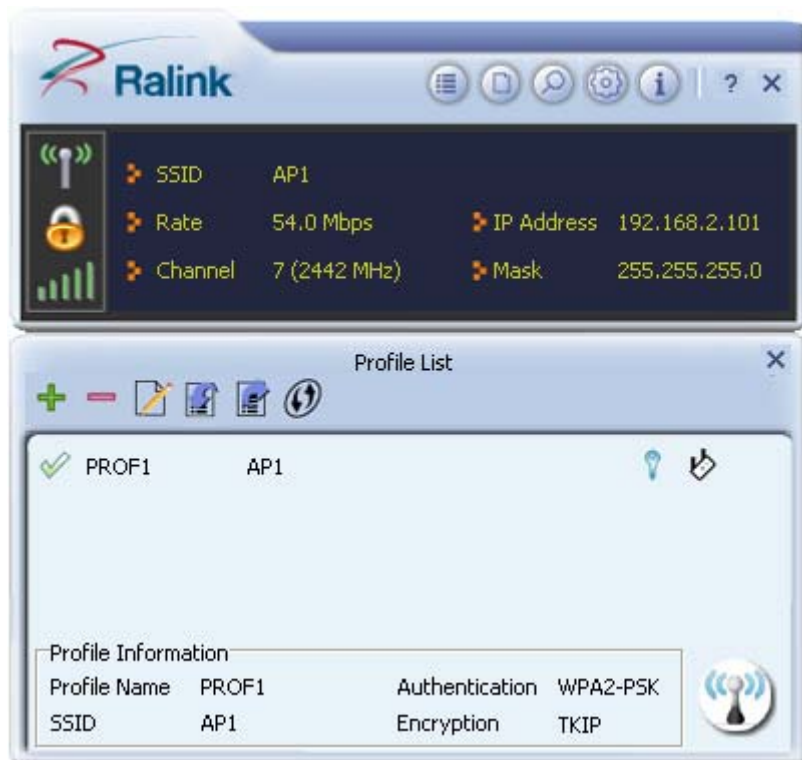 Ralink
i ? ×
SSID AP1
Rate 54.0 Mbps IP Address 192.168.2.101
Channel 7 (2442 MHz) Mask 255.255.255.0
Profile List
PROF1 AP1
Profile Information
Profile Name PROF1 Authentication WPA2-PSK
SSID AP1 Encryption TKIP